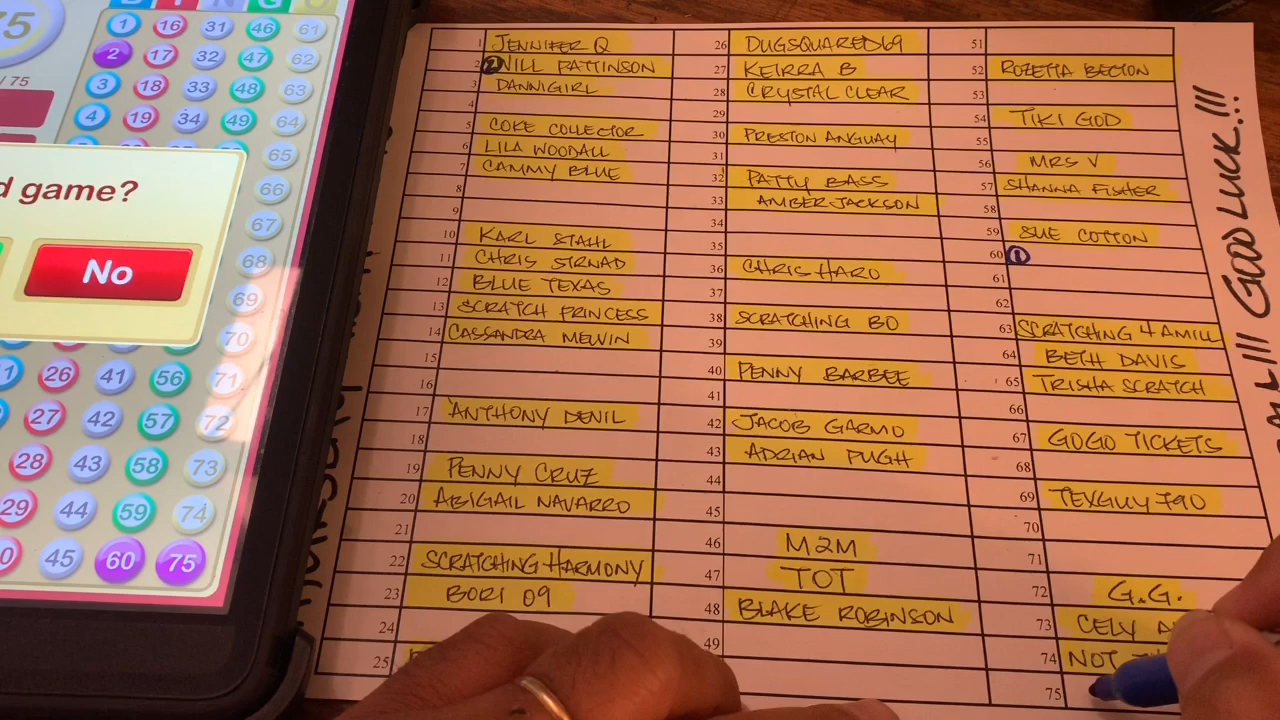 B I N G O
75
/ 75
1 16 31 46 61
2 17 32 47 62
3 18 33 48 63
4 19 34 49 64
65
66
67
68
69
70
26 41 56 71
27 42 57 72
28 43 58 73
29 44 59 74
45 60 75
game?
No
1 JENNIFER Q
2 1 WILL PATTINSON
3 DANNIGIRL
4
5 COKE COLLECTOR
6 LILA WOODALL
7 CAMMY BLUE
8
9
10 KARL STAHL
11 CHRIS SIRNAD
12 BLUE TEXAS
13 SCRATCH PRINCESS
14 CASSANDRA MELVIN
15
16
17 ANTHONY DENIL
18
19 PENNY CRUZ
20 ABIGAIL NAVARRO
21
22 SCRATCHING HARMONY
23 BORI 09
24
25
26 DUGSQUARED69
27 KEIRRA B
28 CRYSTAL CLEAR
29
30 PRESTON ANGUAY
31
32 PATTY BASS
33 AMBER JACKSON
34
35
36 CHRIS HARO
37
38 SCRATCHING BO
39
40 PENNY BARBEE
41
42 JACOB GARMO
43 ADRIAN PUGH
44
45
46 M2M
47 TOT
48 BLAKE ROBINSON
49
51
52 ROZETTA BECTON
53
54 TIKI GOD
55
56 MRS V
57 SHANNA FISHER
58
59 SUE COTTON
60 1
61
62
63 SCRATCHING 4 AMILL
64 BETH DAVIS
65 TRISHA SCRATCH
66
67 GOGO TICKETS
68
69 TEXGUY790
70
71
72 G.G.
73 CELY
74 NOT
75
ALL!!! GOOD LUCK!!!